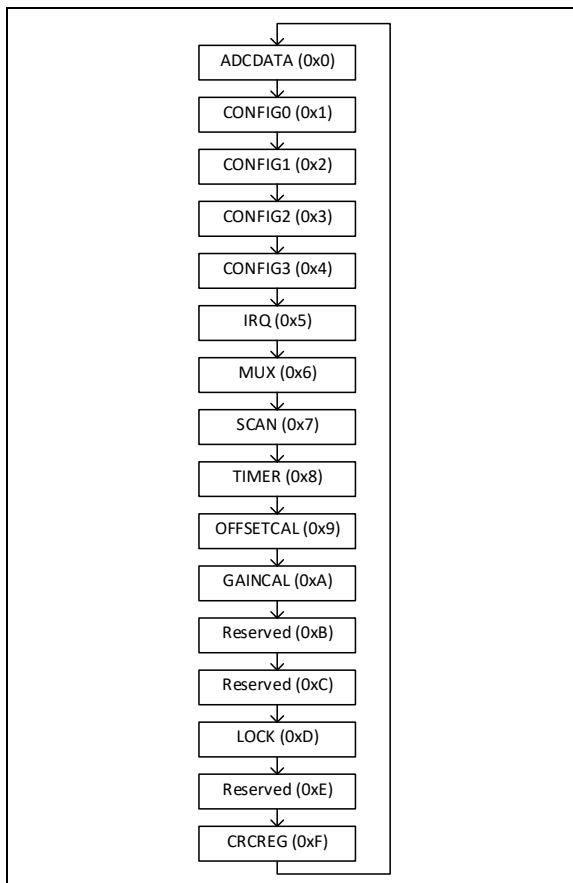 ADCDATA (0x0)
CONFIG0 (0x1)
CONFIG1 (0x2)
CONFIG2 (0x3)
CONFIG3 (0x4)
IRQ (0x5)
MUX (0x6)
SCAN (0x7)
TIMER (0x8)
OFFSETCAL (0x9)
GAINCAL (0xA)
Reserved (0xB)
Reserved (0xC)
LOCK (0xD)
Reserved (0xE)
CRCREG (0xF)